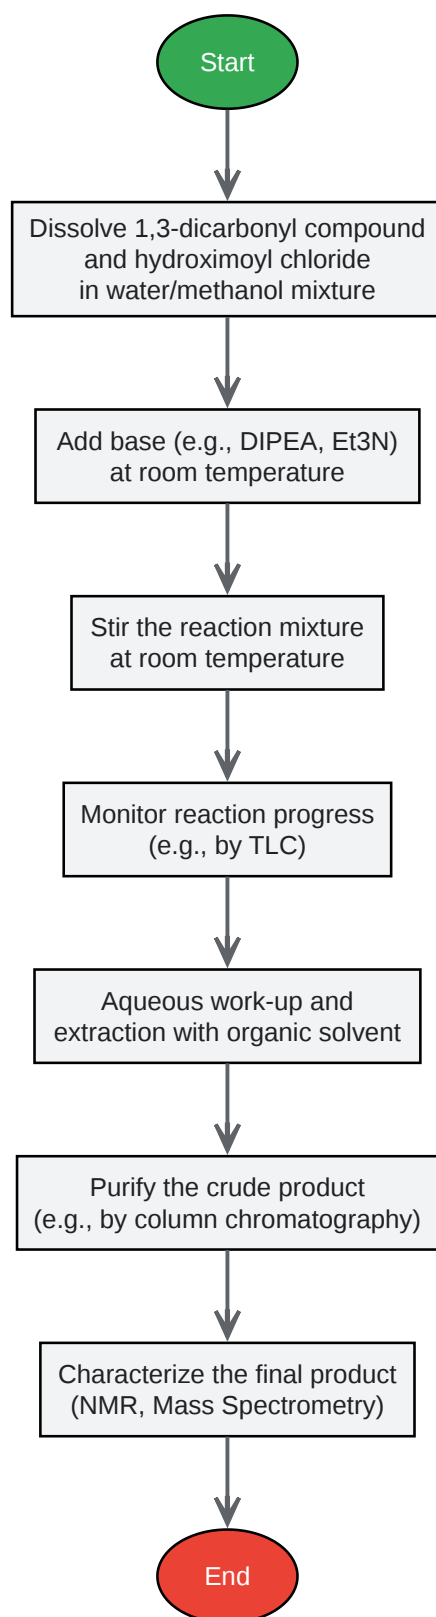 Start
Dissolve 1,3-dicarbonyl compound
and hydroximoyl chloride
in water/methanol mixture
Add base (e.g., DIPEA, Et3N)
at room temperature
Stir the reaction mixture
at room temperature
Monitor reaction progress
(e.g., by TLC)
Aqueous work-up and
extraction with organic solvent
Purify the crude product
(e.g., by column chromatography)
Characterize the final product
(NMR, Mass Spectrometry)
End